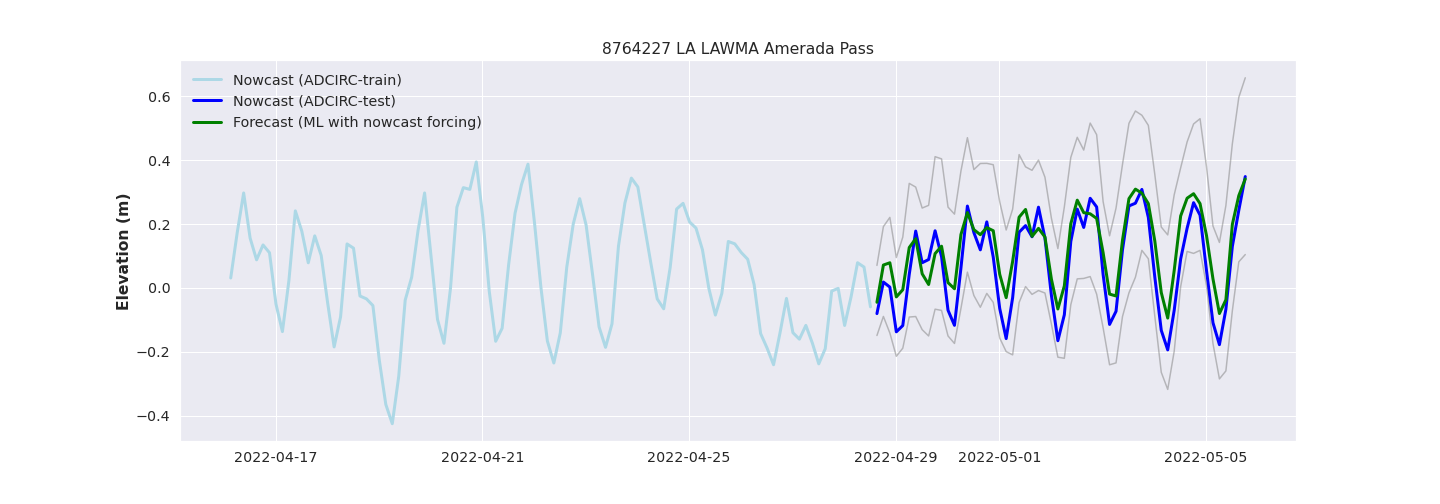 8764227 LA LAWMA Amerada Pass
Nowcast (ADCIRC-train)
Nowcast (ADCIRC-test)
Forecast (ML with nowcast forcing)
Elevation (m)
0.6
0.4
0.2
0.0
−0.2
−0.4
2022-04-17
2022-04-21
2022-04-25
2022-04-29
2022-05-01
2022-05-05